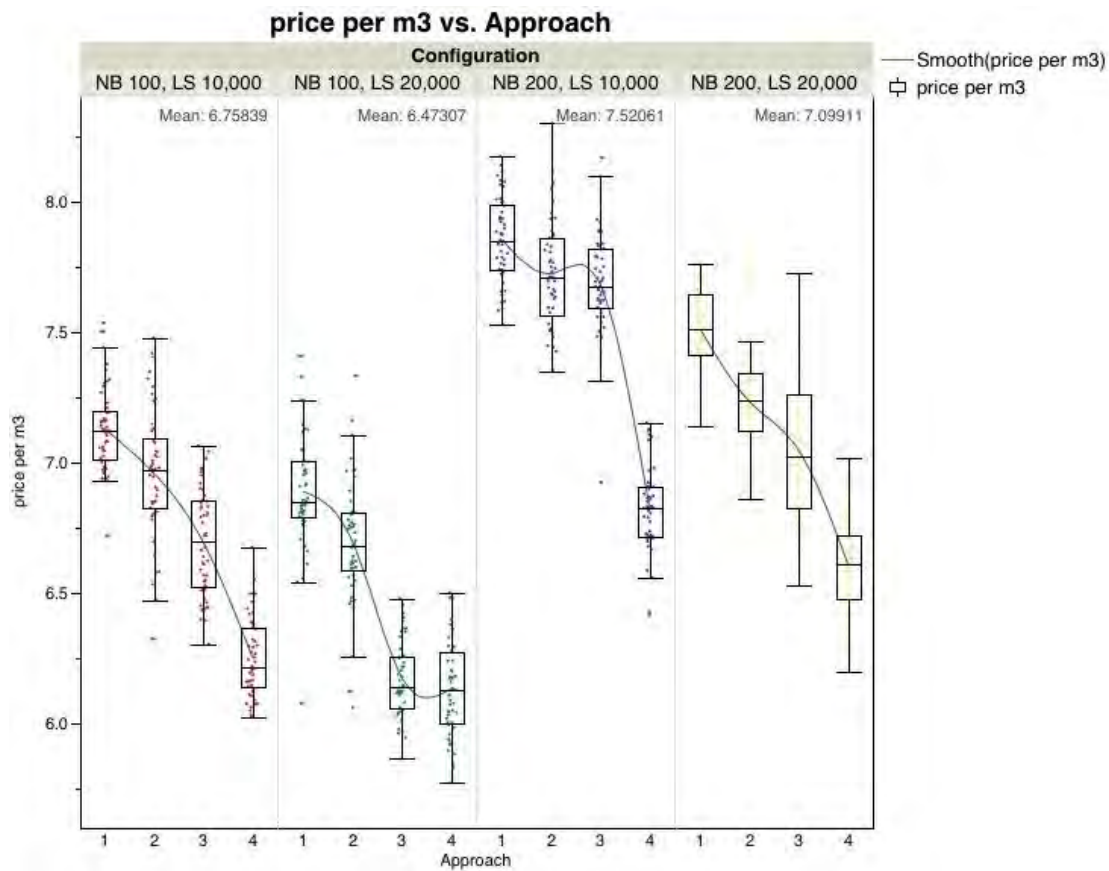 price per m3 vs. Approach
Configuration
NB 100, LS 10,000 NB 100, LS 20,000 NB 200, LS 10,000 NB 200, LS 20,000
Mean: 6.75839 Mean: 6.47307 Mean: 7.52061 Mean: 7.09911
Smooth(price per m3)
price per m3
price per m3
8.0
7.5
7.0
6.5
6.0
1 2 3 4 1 2 3 4 1 2 3 4 1 2 3 4
Approach